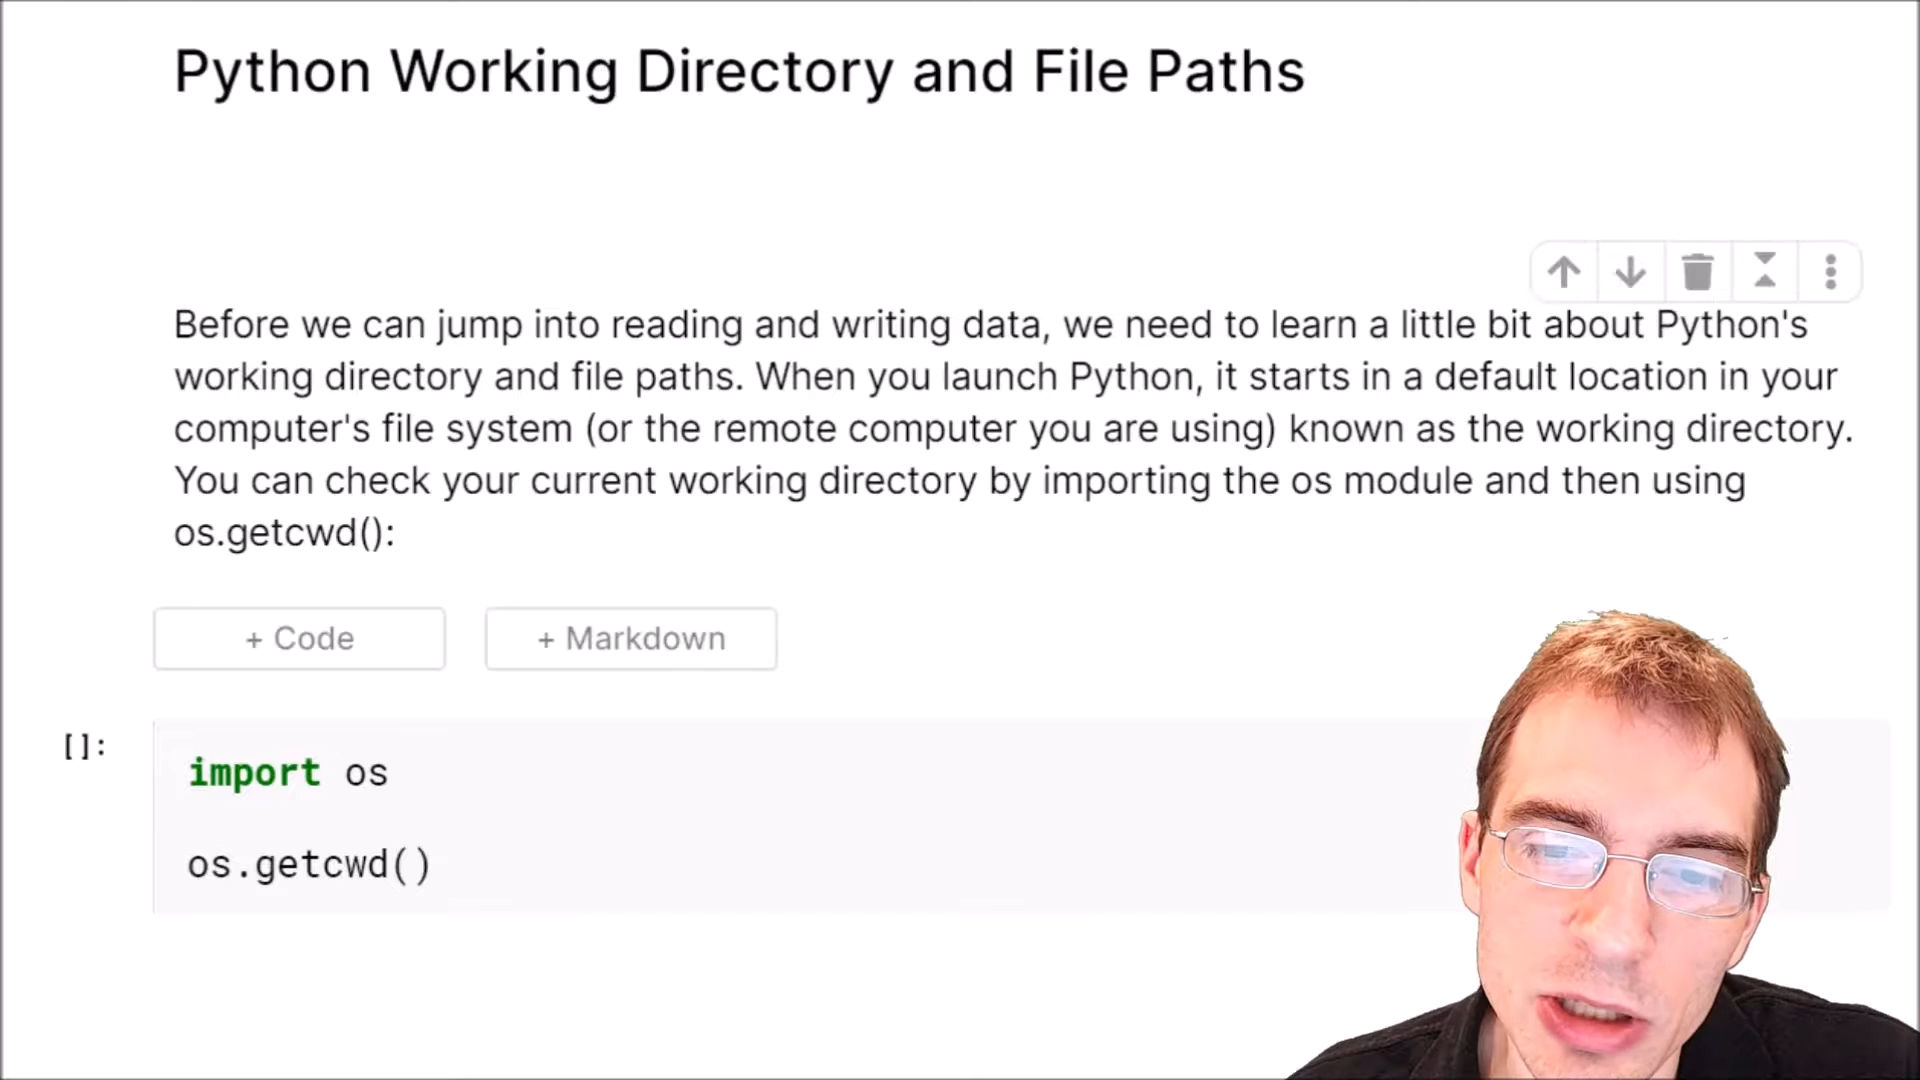 Python Working Directory and File Paths
Before we can jump into reading and writing data, we need to learn a little bit about Python's
working directory and file paths. When you launch Python, it starts in a default location in your
computer's file system (or the remote computer you are using) known as the working directory.
You can check your current working directory by importing the os module and then using
os.getcwd():
+ Code
+ Markdown
[]:
import os
os.getcwd()